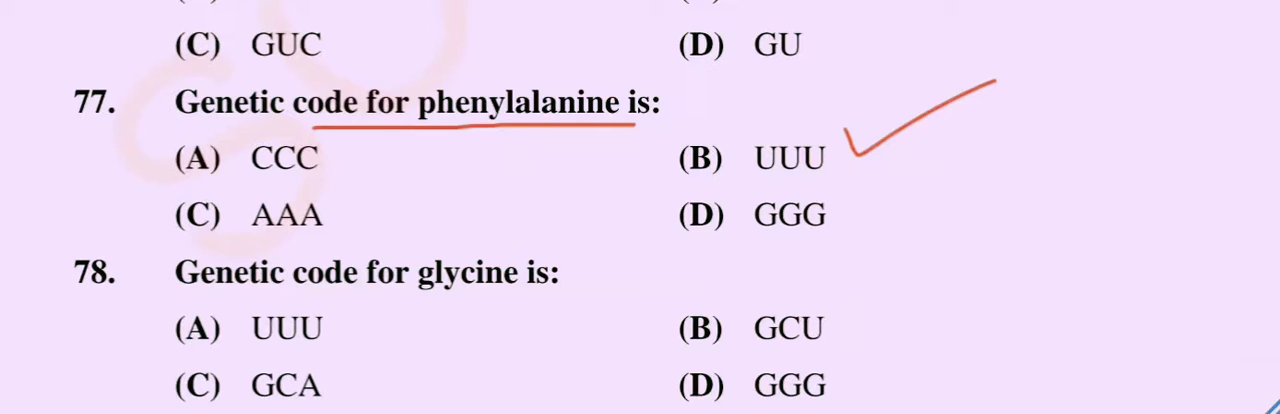 (C) GUC (D) GU
77. Genetic code for phenylalanine is:
(A) CCC (B) UUU
(C) AAA (D) GGG
78. Genetic code for glycine is:
(A) UUU (B) GCU
(C) GCA (D) GGG